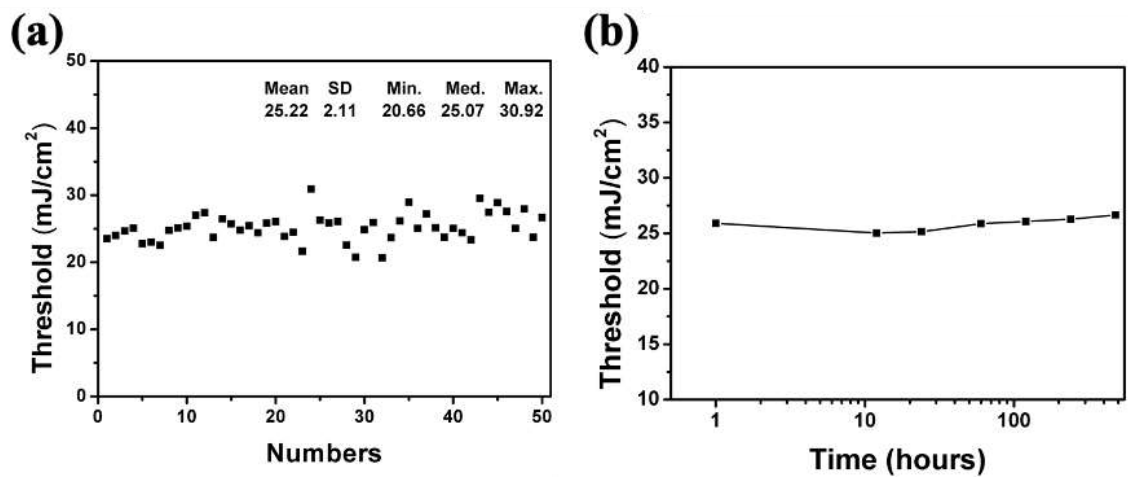 (a)
Threshold (mJ/cm²)
50
40
30
20
10
0
Mean SD Min. Med. Max.
25.22 2.11 20.66 25.07 30.92
0 10 20 30 40 50
Numbers
(b)
Threshold (mJ/cm²)
40
35
30
25
20
15
10
1 10 100
Time (hours)